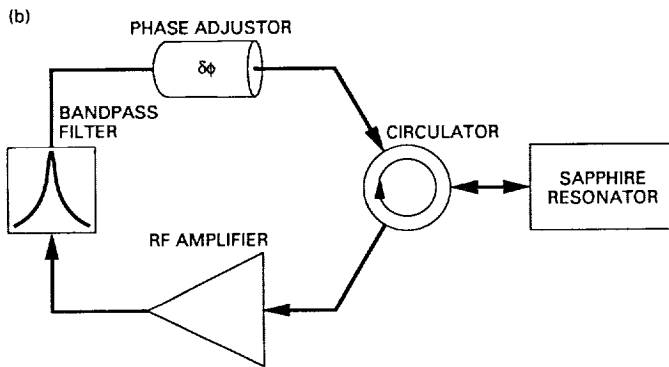 (b)
PHASE ADJUSTOR
δϕ
BANDPASS
FILTER
CIRCULATOR
SAPPHIRE
RESONATOR
RF AMPLIFIER